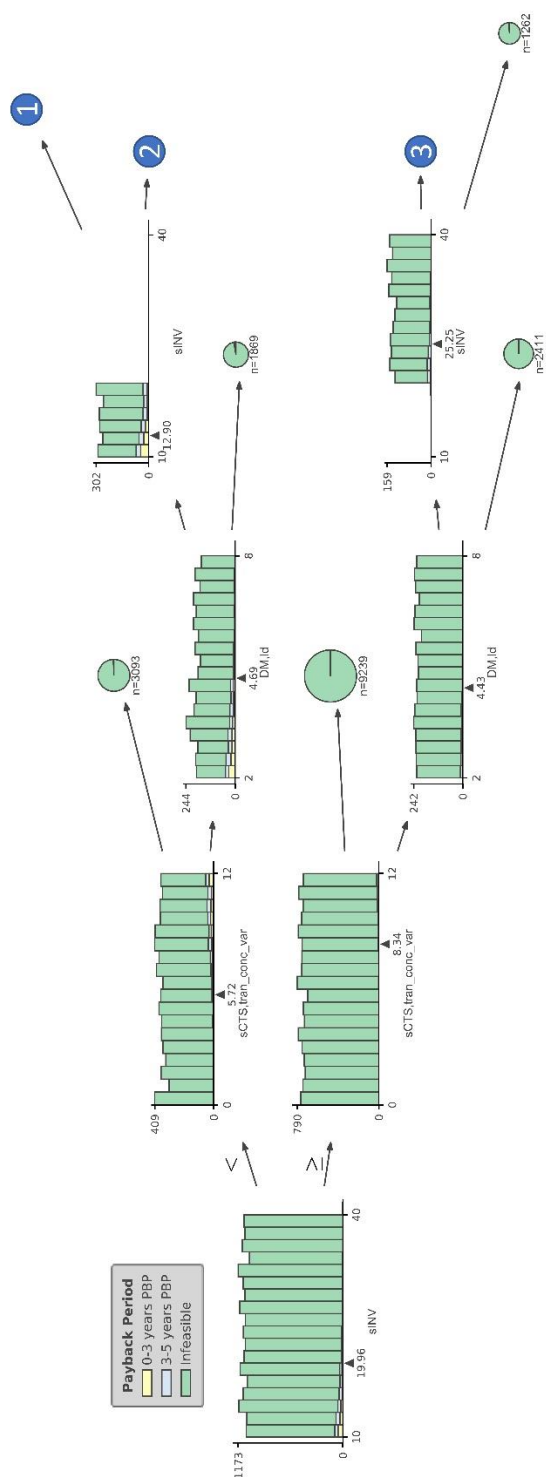 Payback Period
0-3 years PBP
3-5 years PBP
Infeasible
1173
0
10
19.96
40
sINV
<
≥
409
0
0
5.72
12
sCTS,tran_conc_var
790
0
0
8.34
12
sCTS,tran_conc_var
n=3093
244
0
2
4.69
8
DM,ld
n=9239
242
0
2
4.43
8
DM,ld
302
0
10
12.90
40
sINV
n=1869
159
0
10
25.25
40
sINV
n=2411
1
2
3
n=1262